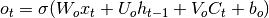 o_t = σ(W_o x_t + U_o h_{t−1} + V_o C_t + b_o)